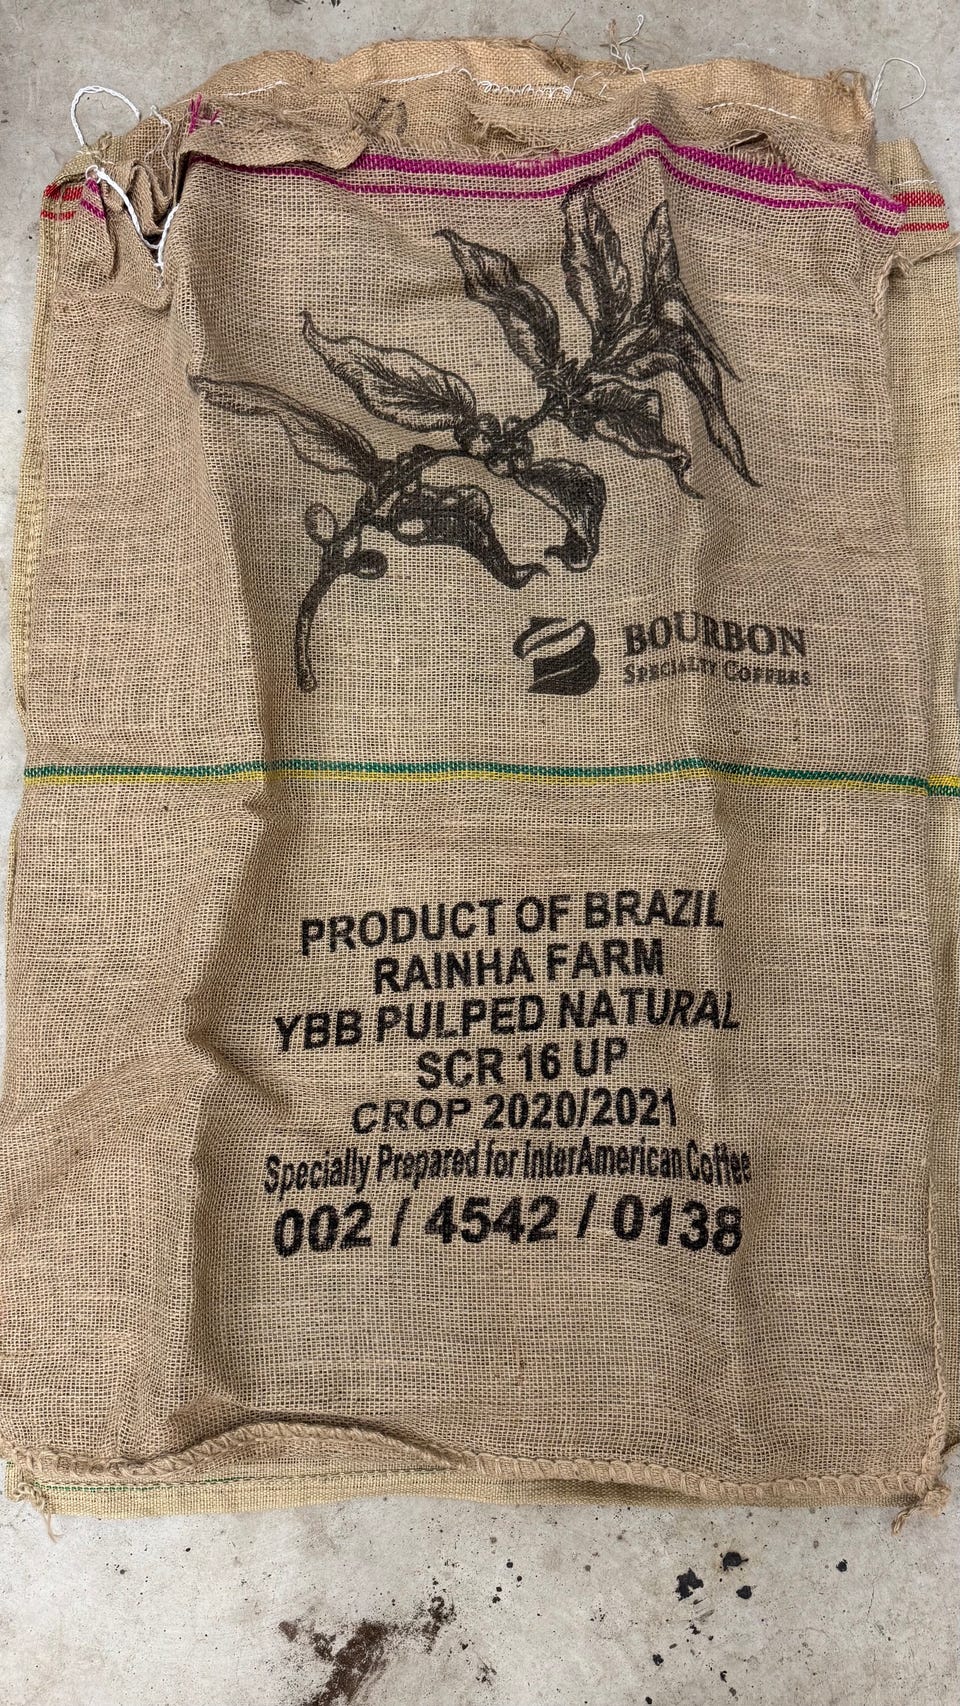 BOURBON
SPECIALTY COFFEES
PRODUCT OF BRAZIL
RAINHA FARM
YBB PULPED NATURAL
SCR 16 UP
CROP 2020/2021
Specially Prepared for InterAmerican Coffee
002 / 4542 / 0138